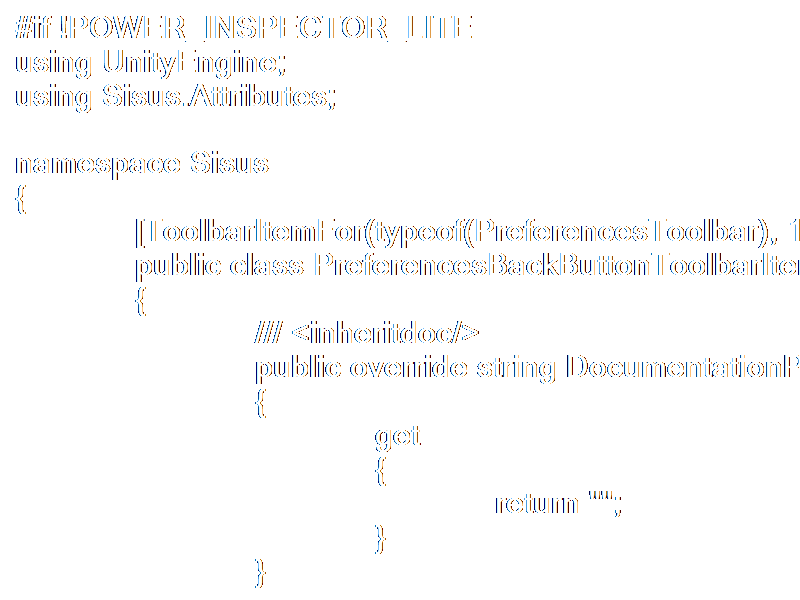 #if !POWER_INSPECTOR_LITE
using UnityEngine;
using Sisus.Attributes;
namespace Sisus
{
[ToolbarItemFor(typeof(PreferencesToolbar), 1
public class PreferencesBackButtonToolbarIte
{
/// <inheritdoc/>
public override string DocumentationP
{
get
{
return "";
}
}